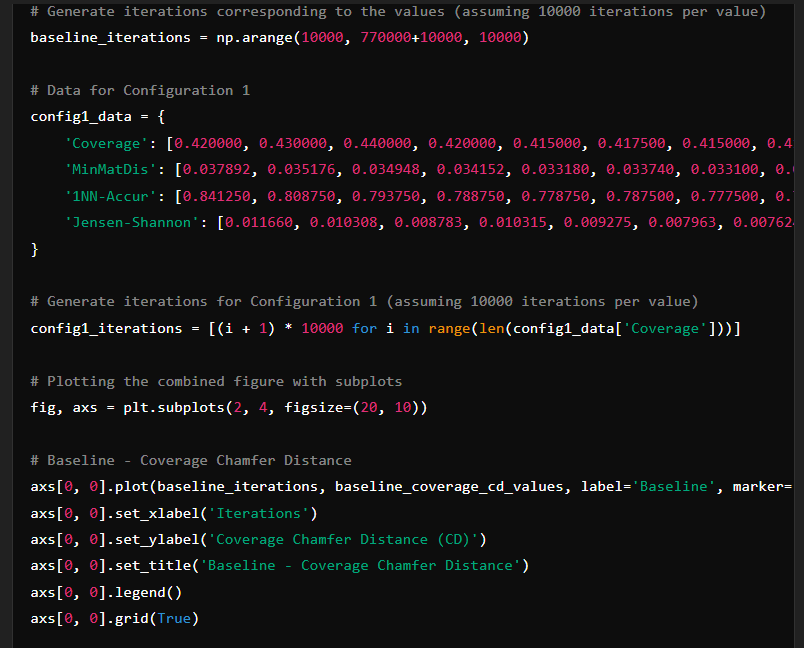 # Generate iterations corresponding to the values (assuming 10000 iterations per value)
baseline_iterations = np.arange(10000, 770000+10000, 10000)
# Data for Configuration 1
config1_data = {
    'Coverage': [0.420000, 0.430000, 0.440000, 0.420000, 0.415000, 0.417500, 0.415000, 0.4
    'MinMatDis': [0.037892, 0.035176, 0.034948, 0.034152, 0.033180, 0.033740, 0.033100, 0.
    '1NN-Accur': [0.841250, 0.808750, 0.793750, 0.788750, 0.778750, 0.787500, 0.777500, 0.
    'Jensen-Shannon': [0.011660, 0.010308, 0.008783, 0.010315, 0.009275, 0.007963, 0.007624
}
# Generate iterations for Configuration 1 (assuming 10000 iterations per value)
config1_iterations = [(i + 1) * 10000 for i in range(len(config1_data['Coverage']))]
# Plotting the combined figure with subplots
fig, axs = plt.subplots(2, 4, figsize=(20, 10))
# Baseline - Coverage Chamfer Distance
axs[0, 0].plot(baseline_iterations, baseline_coverage_cd_values, label='Baseline', marker=
axs[0, 0].set_xlabel('Iterations')
axs[0, 0].set_ylabel('Coverage Chamfer Distance (CD)')
axs[0, 0].set_title('Baseline - Coverage Chamfer Distance')
axs[0, 0].legend()
axs[0, 0].grid(True)